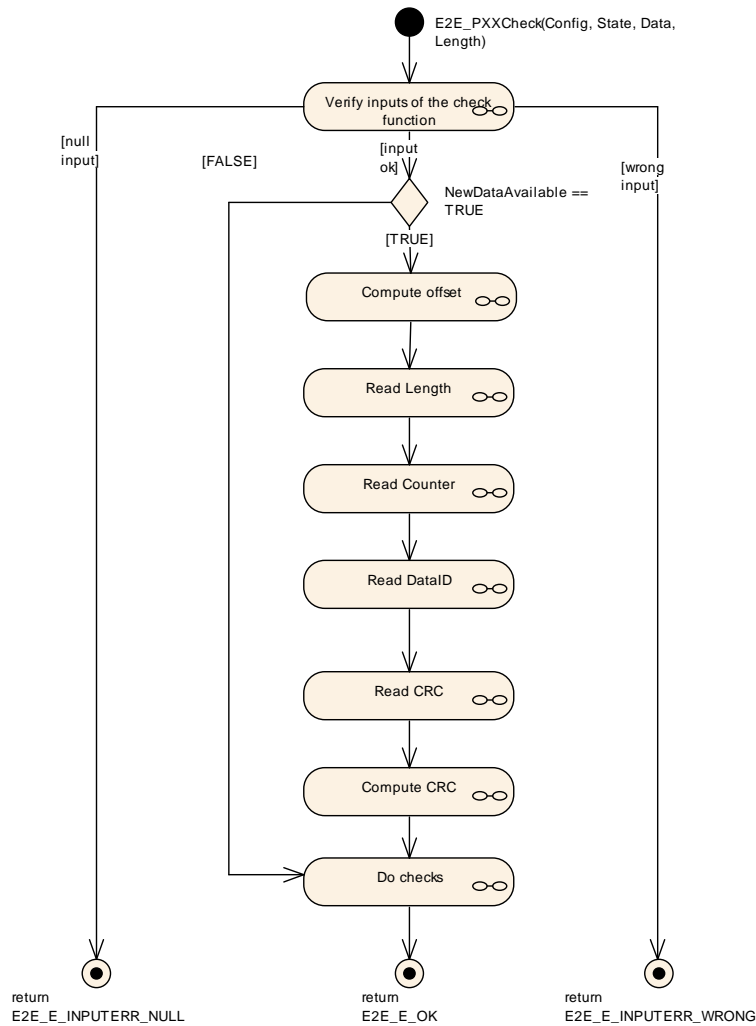 E2E_PXXCheck(Config, State, Data,
Length)
Verify inputs of the check
function
[null
input]
[FALSE]
[input
ok]
[wrong
input]
NewDataAvailable ==
TRUE
[TRUE]
Compute offset
Read Length
Read Counter
Read DataID
Read CRC
Compute CRC
Do checks
return
E2E_E_INPUTERR_NULL
return
E2E_E_OK
return
E2E_E_INPUTERR_WRONG